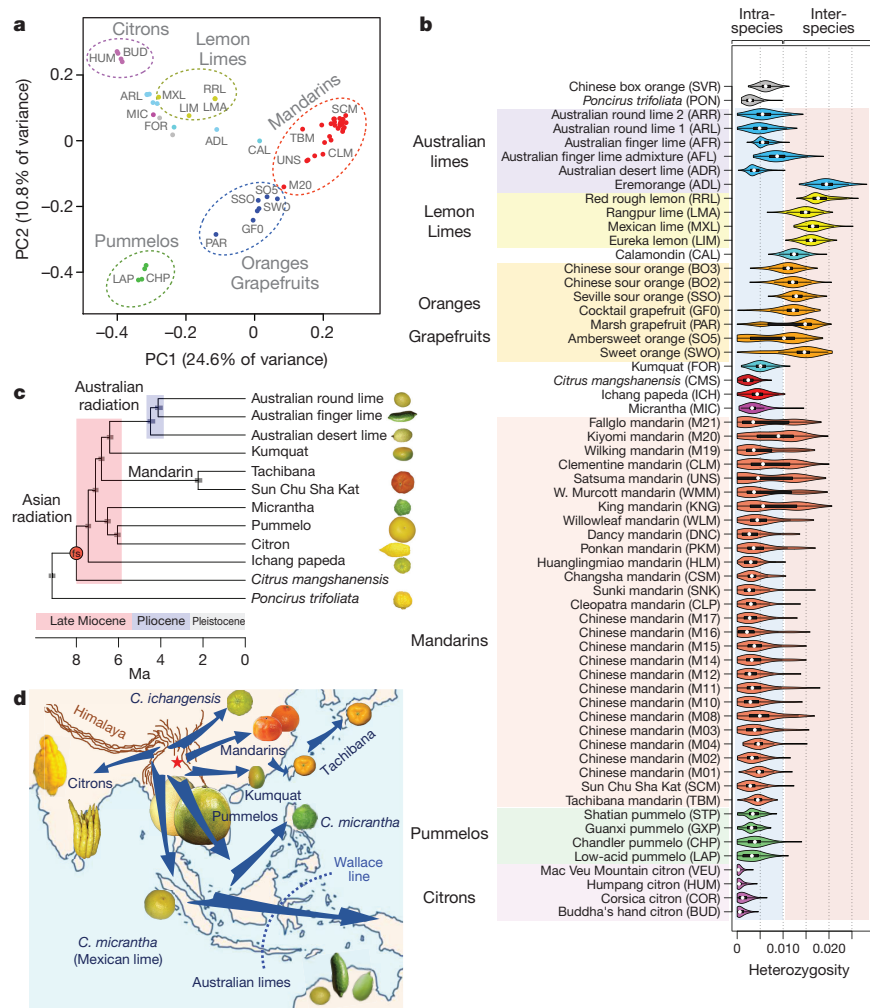 a
Citrons
HUM
BUD
Lemon
Limes
ARL
MXL
RRL
LIM
LMA
MIC
FOR
ADL
CAL
Mandarins
SCM
TBM
UNS
CLM
M20
SO5
SSO
SWO
GF0
PAR
Oranges
Grapefruits
Pummelos
LAP
CHP
0.2
0
−0.2
−0.4
−0.4
−0.2
0
0.2
PC2 (10.8% of variance)
PC1 (24.6% of variance)
b
Intra-
species
Inter-
species
Chinese box orange (SVR)
Poncirus trifoliata (PON)
Australian round lime 2 (ARR)
Australian round lime 1 (ARL)
Australian finger lime (AFR)
Australian finger lime admixture (AFL)
Australian desert lime (ADR)
Eremorange (ADL)
Red rough lemon (RRL)
Rangpur lime (LMA)
Mexican lime (MXL)
Eureka lemon (LIM)
Calamondin (CAL)
Chinese sour orange (BO3)
Chinese sour orange (BO2)
Seville sour orange (SSO)
Cocktail grapefruit (GF0)
Marsh grapefruit (PAR)
Ambersweet orange (SO5)
Sweet orange (SWO)
Kumquat (FOR)
Citrus mangshanensis (CMS)
Ichang papeda (ICH)
Micrantha (MIC)
Fallglo mandarin (M21)
Kiyomi mandarin (M20)
Wilking mandarin (M19)
Clementine mandarin (CLM)
Satsuma mandarin (UNS)
W. Murcott mandarin (WMM)
King mandarin (KNG)
Willowleaf mandarin (WLM)
Dancy mandarin (DNC)
Ponkan mandarin (PKM)
Huanglingmiao mandarin (HLM)
Changsha mandarin (CSM)
Sunki mandarin (SNK)
Cleopatra mandarin (CLP)
Chinese mandarin (M17)
Chinese mandarin (M16)
Chinese mandarin (M15)
Chinese mandarin (M14)
Chinese mandarin (M12)
Chinese mandarin (M11)
Chinese mandarin (M10)
Chinese mandarin (M08)
Chinese mandarin (M03)
Chinese mandarin (M04)
Chinese mandarin (M02)
Chinese mandarin (M01)
Sun Chu Sha Kat (SCM)
Tachibana mandarin (TBM)
Shatian pummelo (STP)
Guanxi pummelo (GXP)
Chandler pummelo (CHP)
Low-acid pummelo (LAP)
Mac Veu Mountain citron (VEU)
Humpang citron (HUM)
Corsica citron (COR)
Buddha's hand citron (BUD)
Australian
limes
Lemon
Limes
Oranges
Grapefruits
Mandarins
Pummelos
Citrons
0
0.010
0.020
Heterozygosity
c
Australian
radiation
Asian
radiation
Mandarin
fs
Australian round lime
Australian finger lime
Australian desert lime
Kumquat
Tachibana
Sun Chu Sha Kat
Micrantha
Pummelo
Citron
Ichang papeda
Citrus mangshanensis
Poncirus trifoliata
Late Miocene
Pliocene
Pleistocene
8
6
4
2
0
Ma
d
C. ichangensis
Himalaya
Mandarins
Tachibana
Citrons
Kumquat
Pummelos
C. micrantha
Wallace
line
C. micrantha
(Mexican lime)
Australian limes